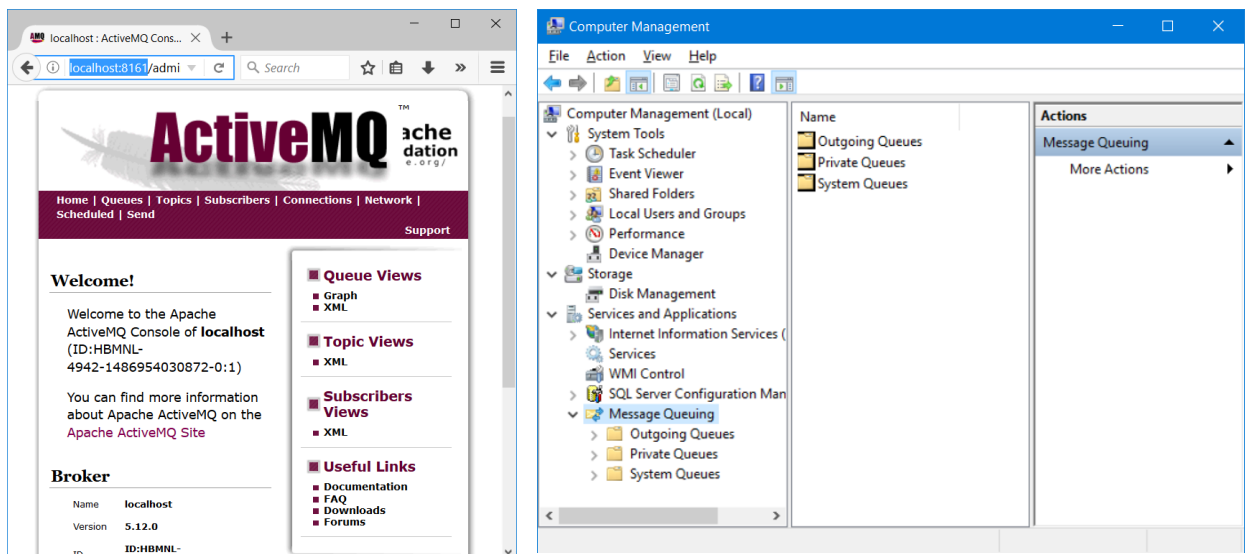 localhost : ActiveMQ Cons...
localhost:8161/admi
Search
ActiveMQ™
ache
dation
e.org/
Home | Queues | Topics | Subscribers | Connections | Network |
Scheduled | Send
Support
Welcome!
Welcome to the Apache
ActiveMQ Console of localhost
(ID:HBMNL-
4942-1486954030872-0:1)
You can find more information
about Apache ActiveMQ on the
Apache ActiveMQ Site
Broker
Name localhost
Version 5.12.0
ID:HBMNL-
Queue Views
Graph
XML
Topic Views
XML
Subscribers
Views
XML
Useful Links
Documentation
FAQ
Downloads
Forums
Computer Management
File Action View Help
Computer Management (Local)
System Tools
Task Scheduler
Event Viewer
Shared Folders
Local Users and Groups
Performance
Device Manager
Storage
Disk Management
Services and Applications
Internet Information Services (
Services
WMI Control
SQL Server Configuration Man
Message Queuing
Outgoing Queues
Private Queues
System Queues
Name
Outgoing Queues
Private Queues
System Queues
Actions
Message Queuing
More Actions